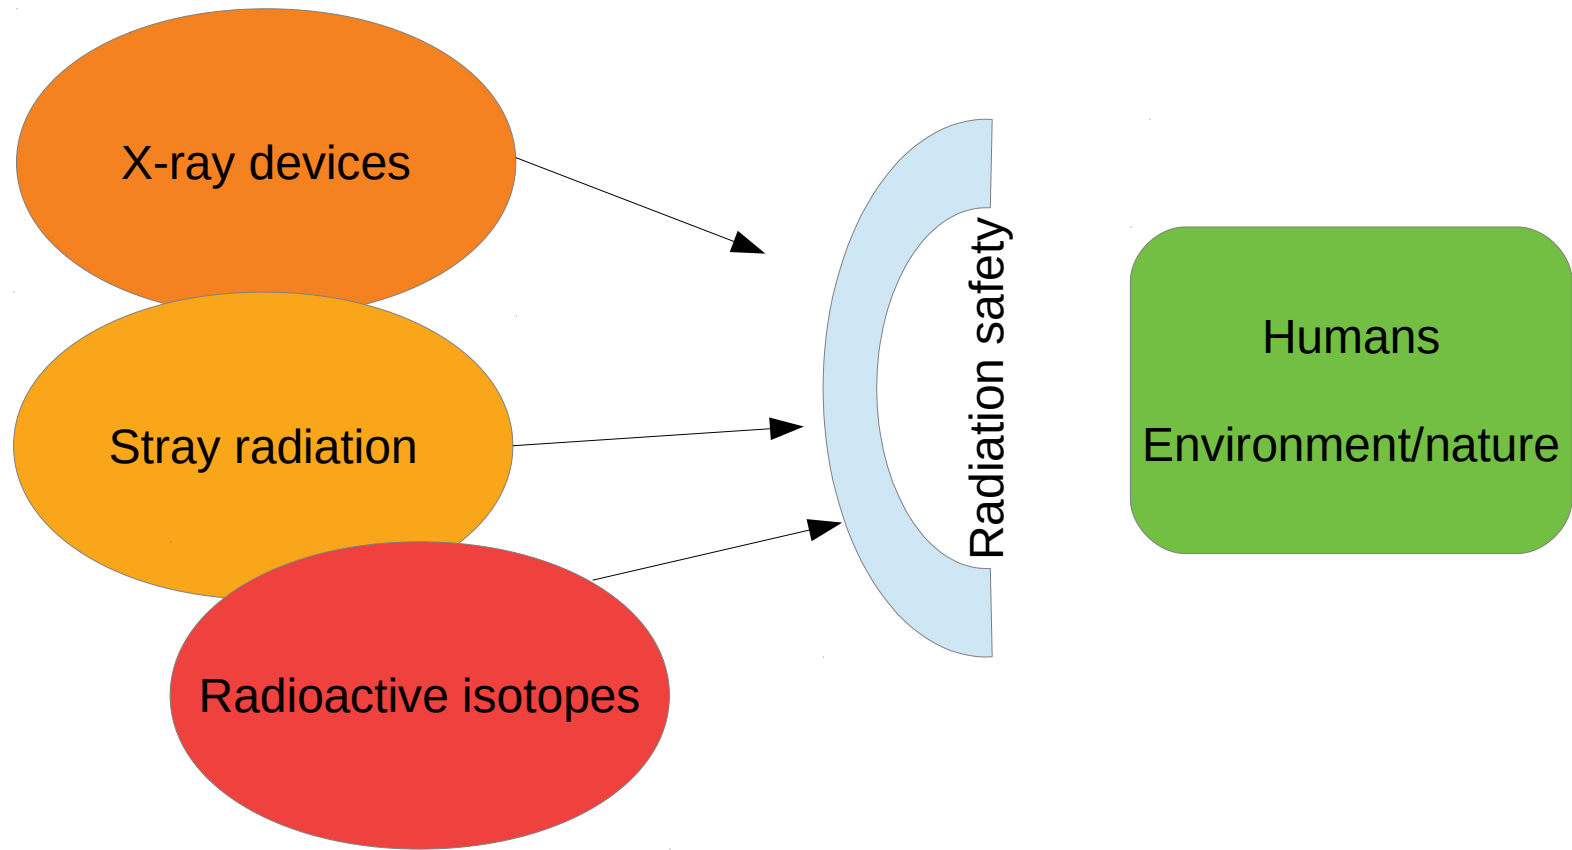 X-ray devices
Stray radiation
Radioactive isotopes
Radiation safety
Humans
Environment/nature